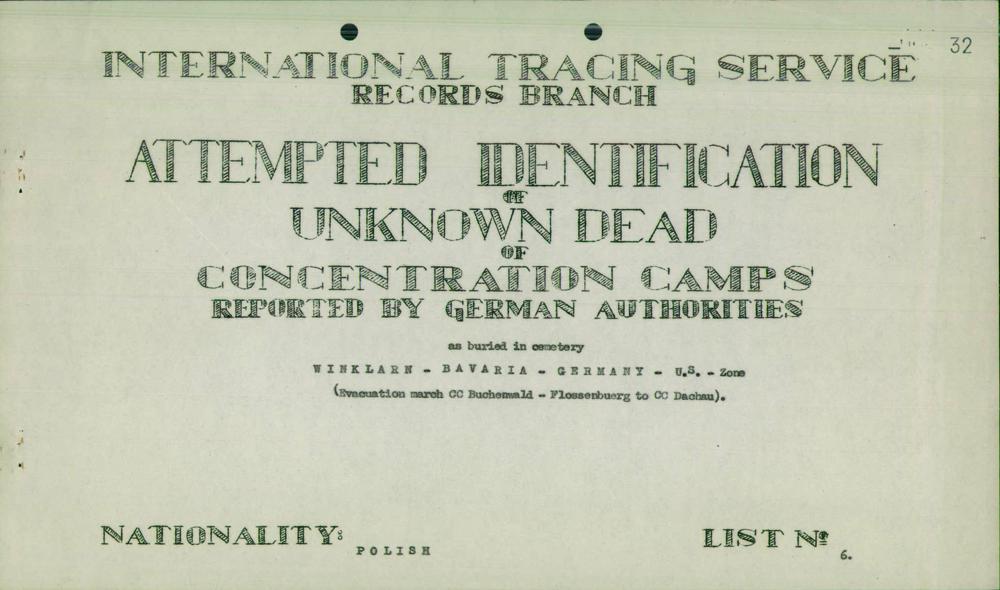 32
INTERNATIONAL TRACING SERVICE
RECORDS BRANCH
ATTEMPTED IDENTIFICATION
OF
UNKNOWN DEAD
OF
CONCENTRATION CAMPS
REPORTED BY GERMAN AUTHORITIES
as buried in cemetery
WINKLARN - BAVARIA - GERMANY - U.S. - Zone
(Evacuation march CC Buchenwald - Flossenbuerg to CC Dachau).
NATIONALITY: POLISH
LIST No 6.